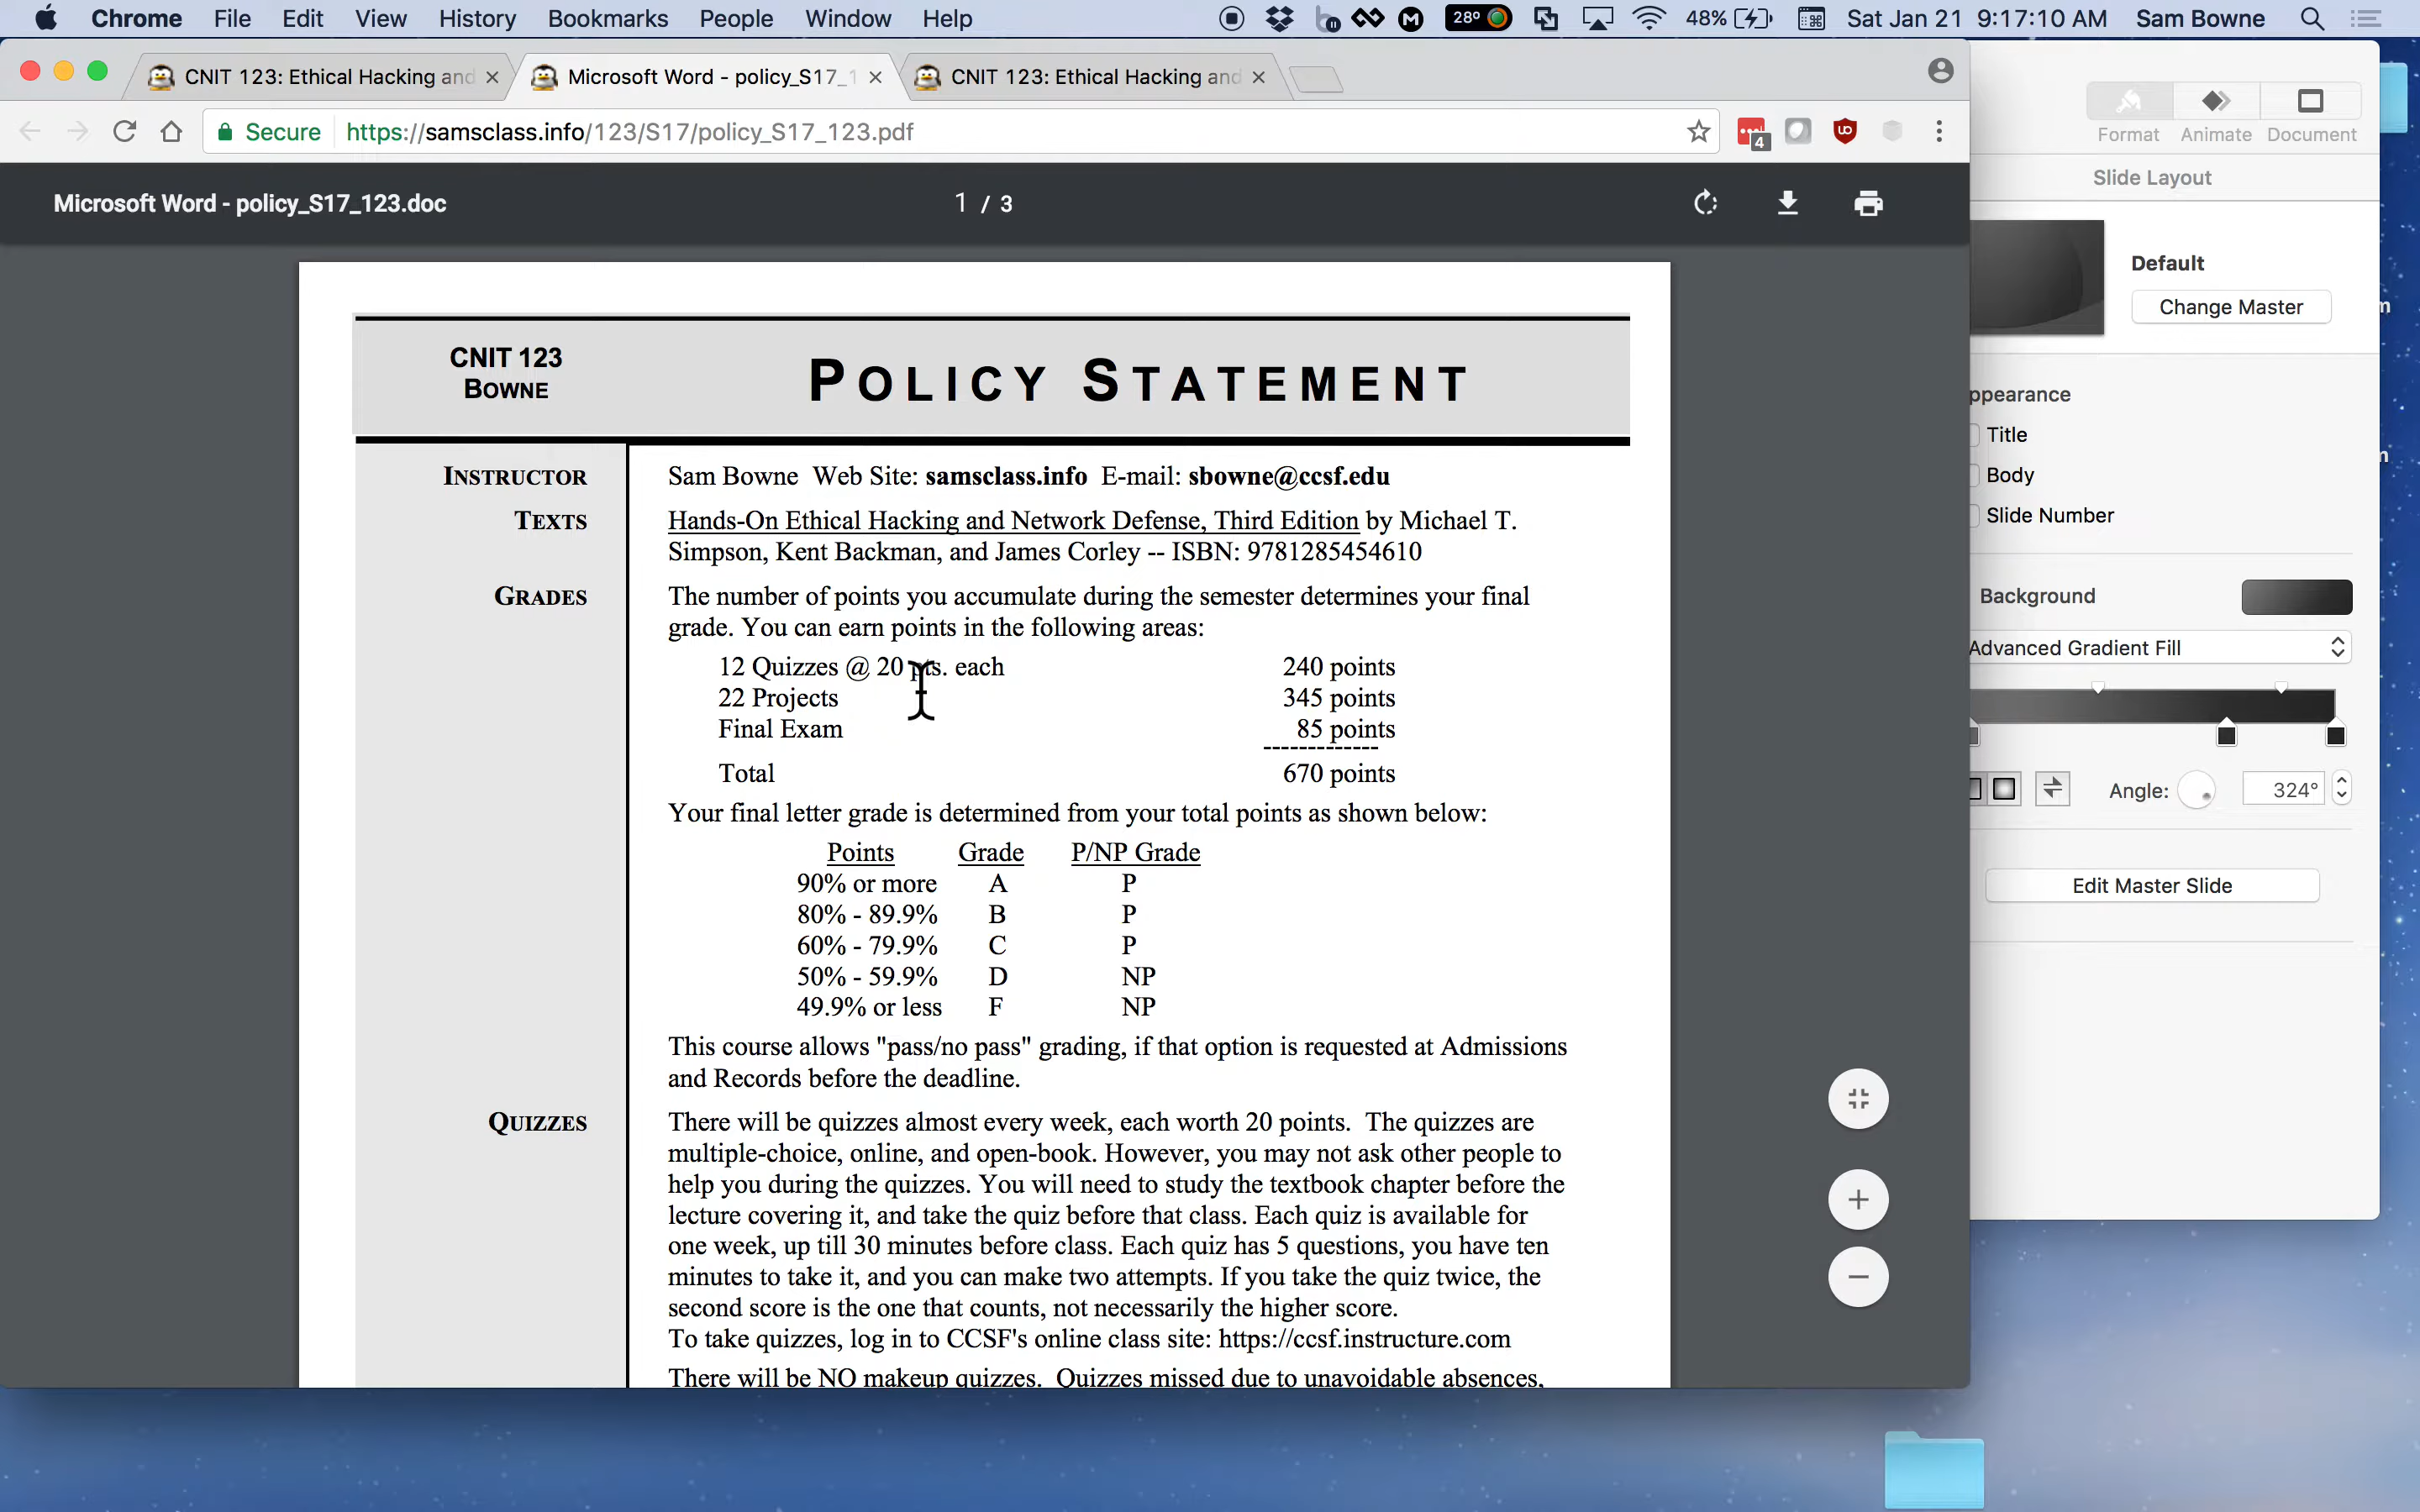 Chrome File Edit View History Bookmarks People Window Help 28° 48% Sat Jan 21 9:17:10 AM Sam Bowne
CNIT 123: Ethical Hacking and
Microsoft Word - policy_S17_1
CNIT 123: Ethical Hacking and
Secure https://samsclass.info/123/S17/policy_S17_123.pdf
4
Microsoft Word - policy_S17_123.doc 1 / 3
CNIT 123
BOWNE
POLICY STATEMENT
INSTRUCTOR Sam Bowne Web Site: samsclass.info E-mail: sbowne@ccsf.edu
TEXTS Hands-On Ethical Hacking and Network Defense, Third Edition by Michael T.
Simpson, Kent Backman, and James Corley -- ISBN: 9781285454610
GRADES The number of points you accumulate during the semester determines your final
grade. You can earn points in the following areas:
12 Quizzes @ 20 pts. each 240 points
22 Projects 345 points
Final Exam 85 points
-------------
Total 670 points
Your final letter grade is determined from your total points as shown below:
Points Grade P/NP Grade
90% or more A P
80% - 89.9% B P
60% - 79.9% C P
50% - 59.9% D NP
49.9% or less F NP
This course allows "pass/no pass" grading, if that option is requested at Admissions
and Records before the deadline.
QUIZZES There will be quizzes almost every week, each worth 20 points. The quizzes are
multiple-choice, online, and open-book. However, you may not ask other people to
help you during the quizzes. You will need to study the textbook chapter before the
lecture covering it, and take the quiz before that class. Each quiz is available for
one week, up till 30 minutes before class. Each quiz has 5 questions, you have ten
minutes to take it, and you can make two attempts. If you take the quiz twice, the
second score is the one that counts, not necessarily the higher score.
To take quizzes, log in to CCSF's online class site: https://ccsf.instructure.com
There will be NO makeup quizzes. Quizzes missed due to unavoidable absences,
Format Animate Document
Slide Layout
Default
Change Master
ppearance
Title
Body
Slide Number
Background
Advanced Gradient Fill
Angle: 324°
Edit Master Slide